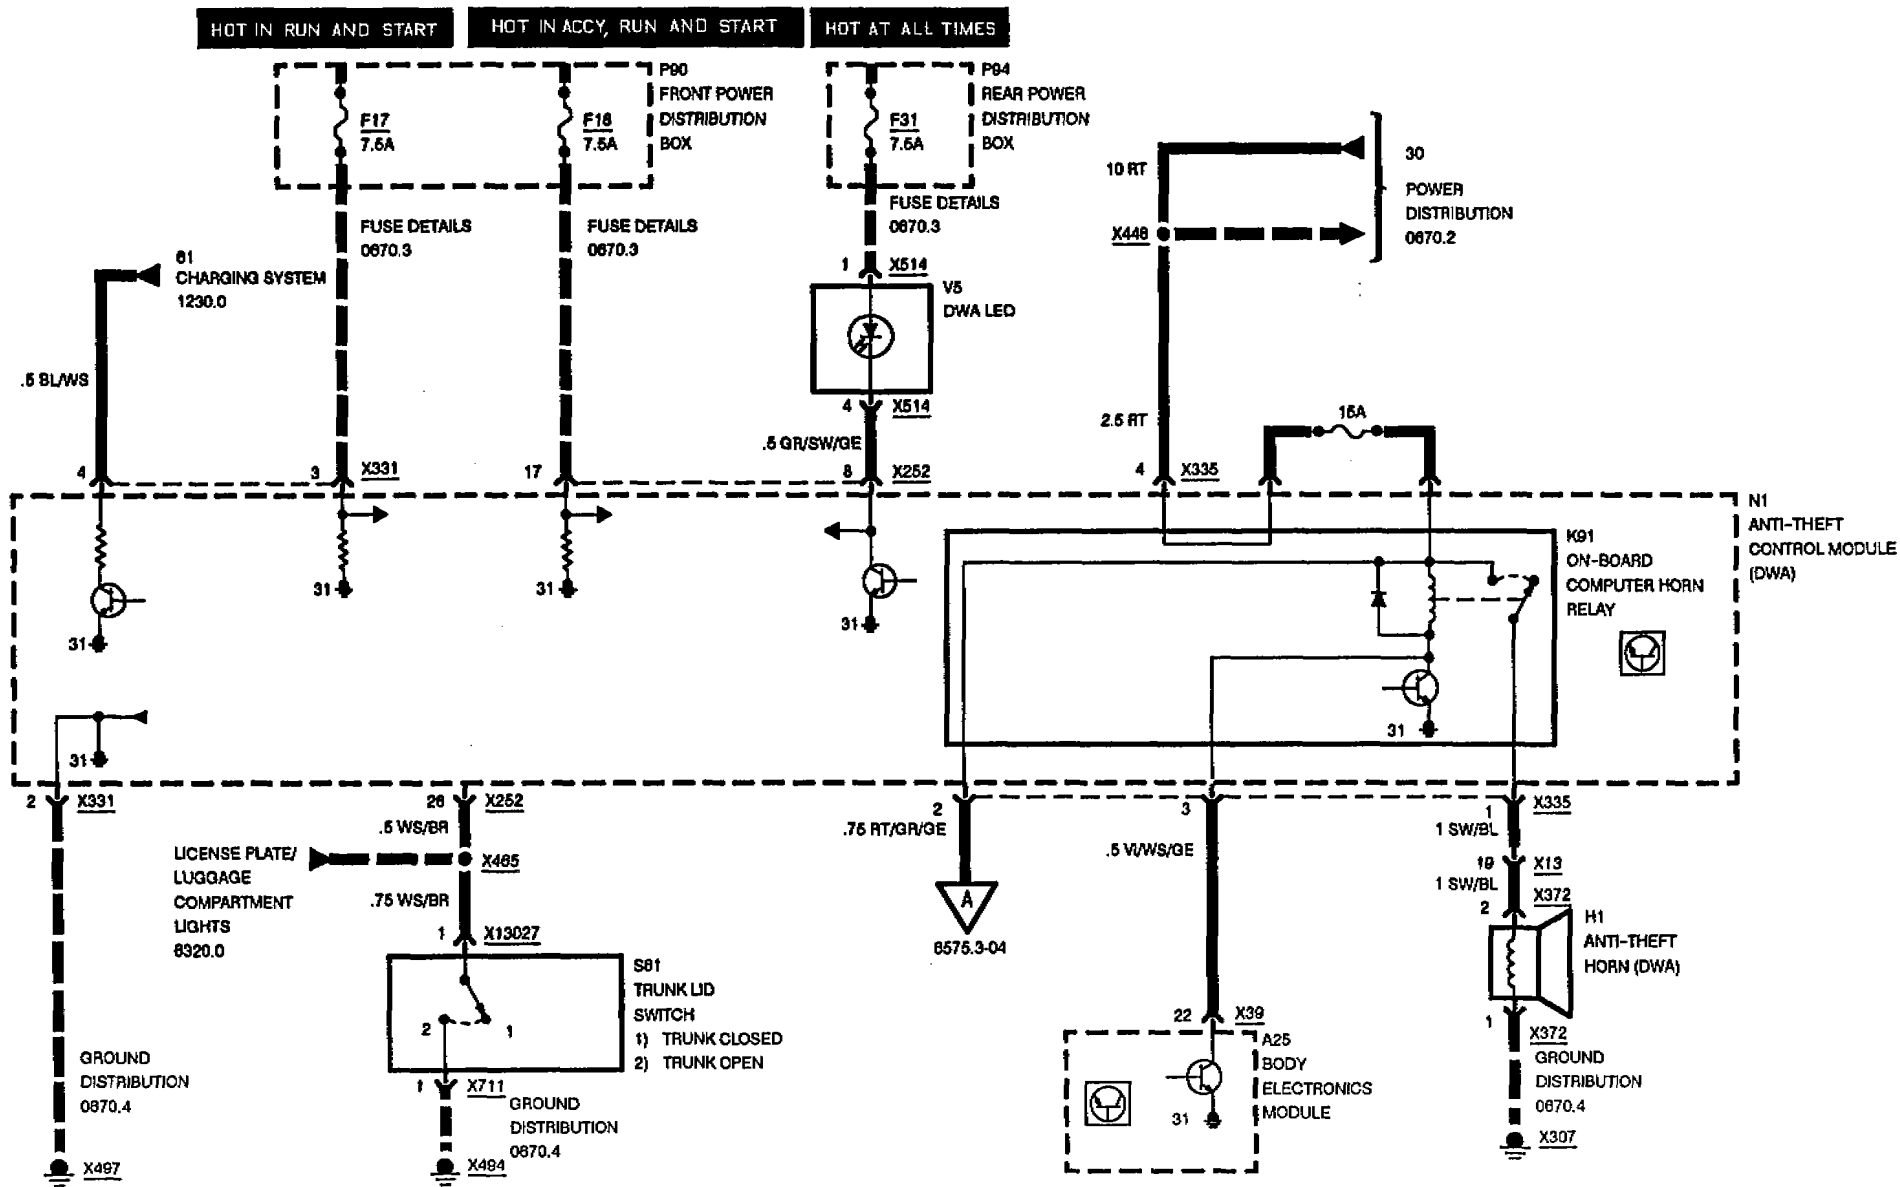 HOT IN RUN AND START
HOT IN ACCY, RUN AND START
HOT AT ALL TIMES
P90
FRONT POWER
DISTRIBUTION
BOX
F17
7.5A
F16
7.5A
P94
REAR POWER
DISTRIBUTION
BOX
F31
7.5A
FUSE DETAILS
0670.3
FUSE DETAILS
0670.3
FUSE DETAILS
0670.3
10 RT
30
POWER
DISTRIBUTION
0670.2
X448
61
CHARGING SYSTEM
1230.0
1
X514
V5
DWA LED
.5 BL/WS
4
X514
.5 GR/SW/GE
2.5 RT
15A
4
3
X331
17
8
X252
4
X335
N1
ANTI-THEFT
CONTROL MODULE
(DWA)
K91
ON-BOARD
COMPUTER HORN
RELAY
31
31
31
31
31
31
2
X331
26
X252
2
3
1
X335
.5 WS/BR
.75 RT/GR/GE
.5 VI/WS/GE
1 SW/BL
LICENSE PLATE/
LUGGAGE
COMPARTMENT
LIGHTS
6320.0
X465
.75 WS/BR
19
X13
1 SW/BL
X372
2
A
6575.3-04
1
X13027
H1
ANTI-THEFT
HORN (DWA)
S61
TRUNK LID
SWITCH
1) TRUNK CLOSED
2) TRUNK OPEN
2
1
22
X39
1
X372
A25
BODY
ELECTRONICS
MODULE
31
GROUND
DISTRIBUTION
0670.4
GROUND
DISTRIBUTION
0670.4
1
X711
GROUND
DISTRIBUTION
0670.4
X497
X494
X307